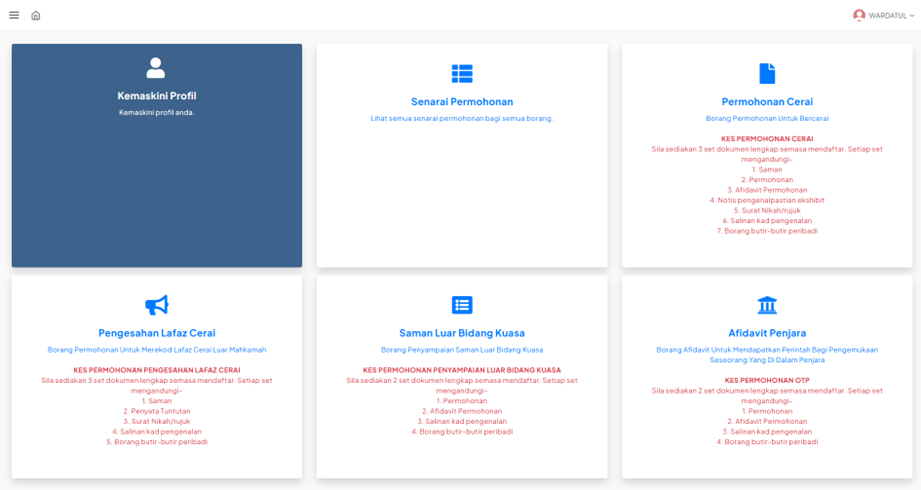 WARDATUL
Kemaskini Profil
Kemaskini profil anda.
Senarai Permohonan
Lihat semua senarai permohonan bagi semua borang.
Permohonan Cerai
Borang Permohonan Untuk Bercerai
KES PERMOHONAN CERAI
Sila sediakan 3 set dokumen lengkap semasa mendaftar. Setiap set
mengandungi-
1. Saman
2. Permohonan
3. Afidavit Permohonan
4. Notis pengenalpastian ekshibit
5. Surat Nikah/rujuk
6. Salinan kad pengenalan
7. Borang butir-butir peribadi
Pengesahan Lafaz Cerai
Borang Permohonan Untuk Merekod Lafaz Cerai Luar Mahkamah
KES PERMOHONAN PENGESAHAN LAFAZ CERAI
Sila sediakan 3 set dokumen lengkap semasa mendaftar. Setiap set
mengandungi-
1. Saman
2. Penyata Tuntutan
3. Surat Nikah/rujuk
4. Salinan kad pengenalan
5. Borang butir-butir peribadi
Saman Luar Bidang Kuasa
Borang Penyampaian Saman Luar Bidang Kuasa
KES PERMOHONAN PENYAMPAIAN LUAR BIDANG KUASA
Sila sediakan 2 set dokumen lengkap semasa mendaftar. Setiap set
mengandungi-
1. Permohonan
2. Afidavit Permohonan
3. Salinan kad pengenalan
4. Borang butir-butir peribadi
Afidavit Penjara
Borang Afidavit Untuk Mendapatkan Perintah Bagi Pengemukaan
Seseorang Yang Di Dalam Penjara
KES PERMOHONAN OTP
Sila sediakan 2 set dokumen lengkap semasa mendaftar. Setiap set
mengandungi-
1. Permohonan
2. Afidavit Permohonan
3. Salinan kad pengenalan
4. Borang butir-butir peribadi